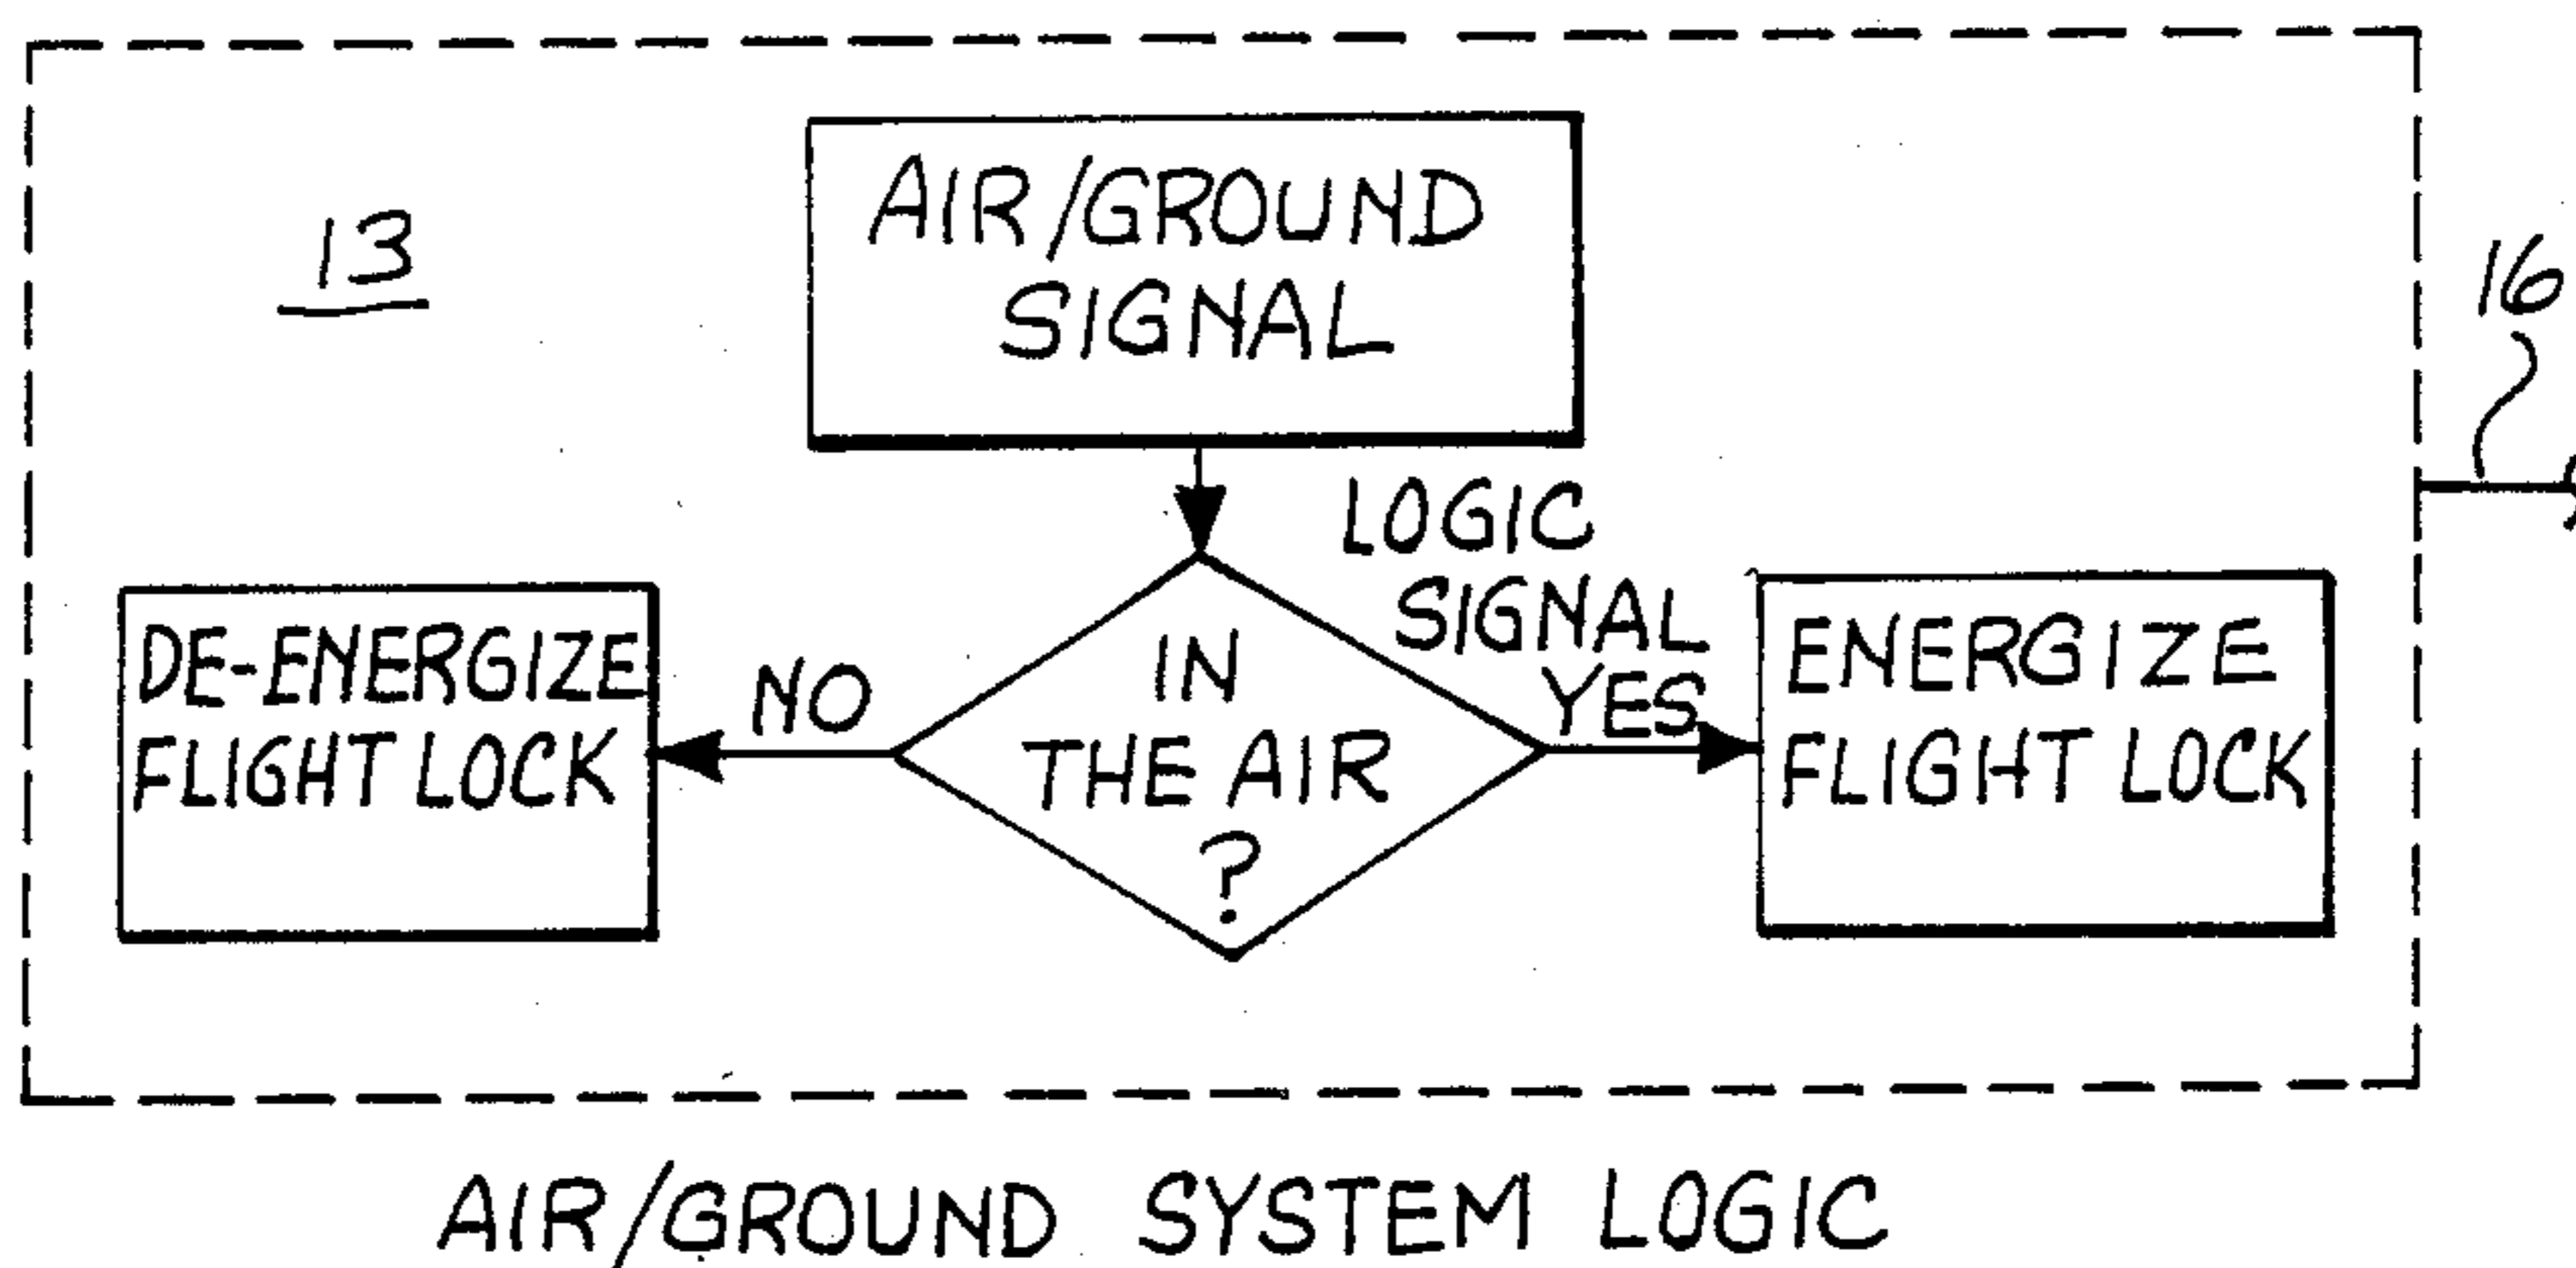 13
AIR/GROUND
SIGNAL
16
LOGIC
SIGNAL
YES
NO
DE-ENERGIZE
FLIGHT LOCK
IN
THE AIR
?
ENERGIZE
FLIGHT LOCK
AIR/GROUND SYSTEM LOGIC